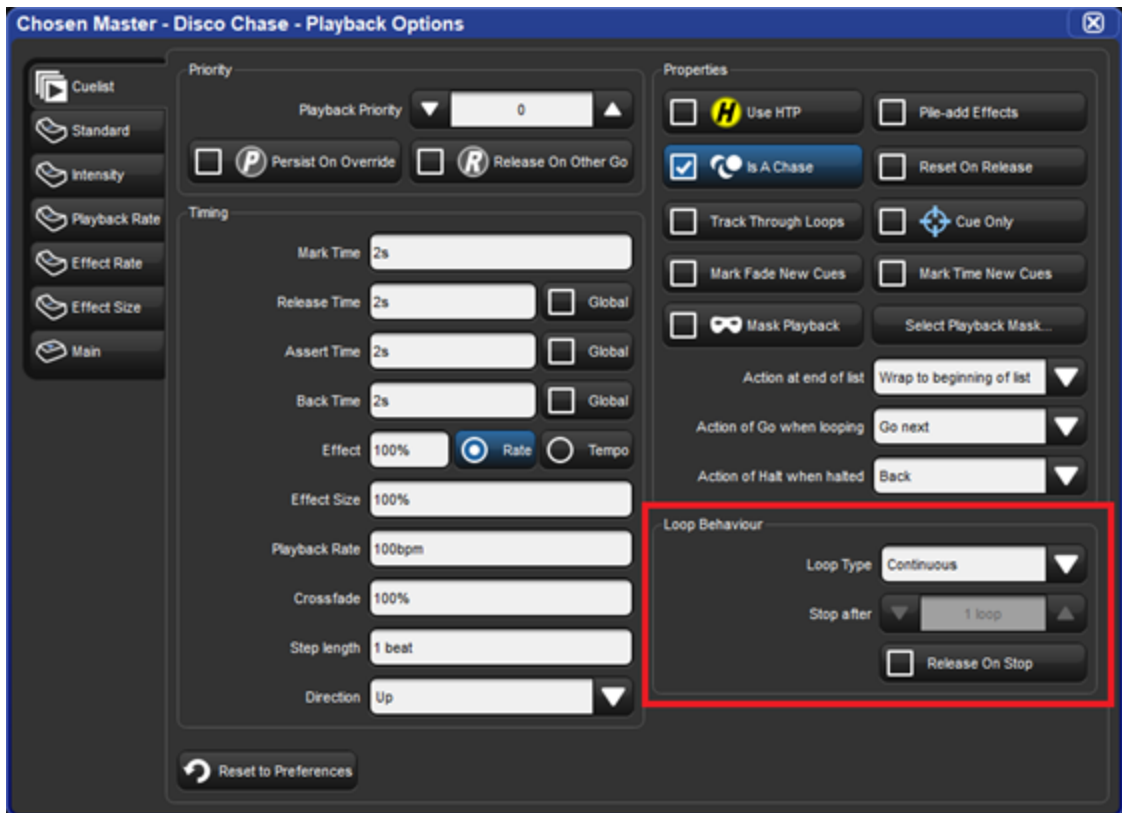 Chosen Master - Disco Chase - Playback Options
Cuelist
Standard
Intensity
Playback Rate
Effect Rate
Effect Size
Main
Priority
Playback Priority 0
P Persist On Override R Release On Other Go
Timing
Mark Time 2s
Release Time 2s Global
Assert Time 2s Global
Back Time 2s Global
Effect 100% Rate Tempo
Effect Size 100%
Playback Rate 100bpm
Crossfade 100%
Step length 1 beat
Direction Up
Reset to Preferences
Properties
H Use HTP Pile-add Effects
Is A Chase Reset On Release
Track Through Loops Cue Only
Mark Fade New Cues Mark Time New Cues
Mask Playback Select Playback Mask...
Action at end of list Wrap to beginning of list
Action of Go when looping Go next
Action of Halt when halted Back
Loop Behaviour
Loop Type Continuous
Stop after 1 loop
Release On Stop